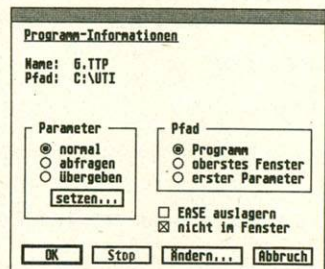 Programm-Informationen
Name: G.TTP
Pfad: C:\UTI
Parameter
normal
abfragen
übergeben
setzen...
Pfad
Programm
oberstes Fenster
erster Parameter
EASE auslagern
nicht im Fenster
OK Stop Ändern... Abbruch